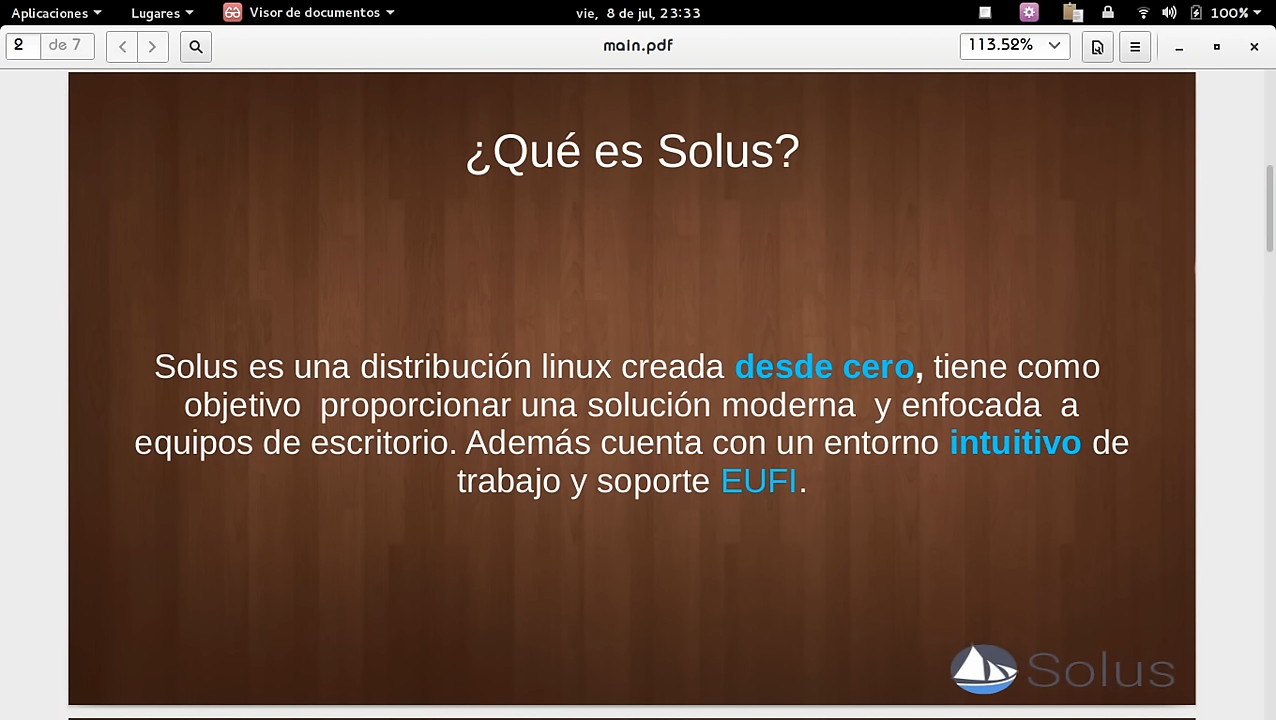 Aplicaciones Lugares Visor de documentos vie, 8 de jul, 23:33 100%
2 de 7 main.pdf 113.52%
¿Qué es Solus?
Solus es una distribución linux creada desde cero, tiene como
objetivo proporcionar una solución moderna y enfocada a
equipos de escritorio. Además cuenta con un entorno intuitivo de
trabajo y soporte EUFI.
Solus